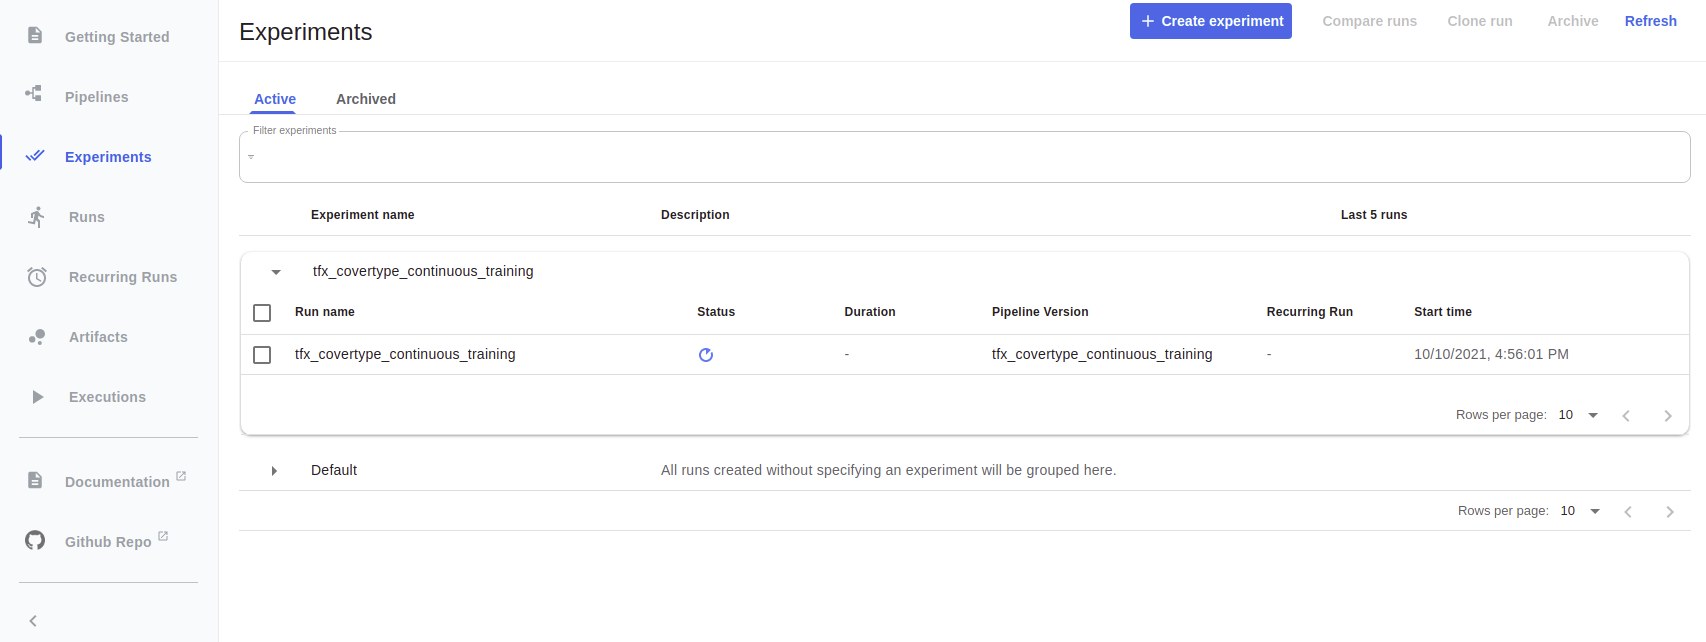 Getting Started
Pipelines
Experiments
Runs
Recurring Runs
Artifacts
Executions
Documentation
Github Repo
Experiments
+ Create experiment Compare runs Clone run Archive Refresh
Active Archived
Filter experiments
Experiment name Description Last 5 runs
tfx_covertype_continuous_training
Run name Status Duration Pipeline Version Recurring Run Start time
tfx_covertype_continuous_training - tfx_covertype_continuous_training - 10/10/2021, 4:56:01 PM
Rows per page: 10
Default All runs created without specifying an experiment will be grouped here.
Rows per page: 10